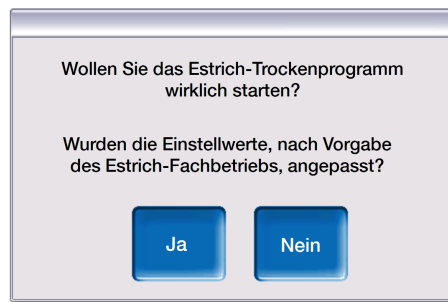 Wollen Sie das Estrich-Trockenprogramm
wirklich starten?
Wurden die Einstellwerte, nach Vorgabe
des Estrich-Fachbetriebs, angepasst?
Ja
Nein